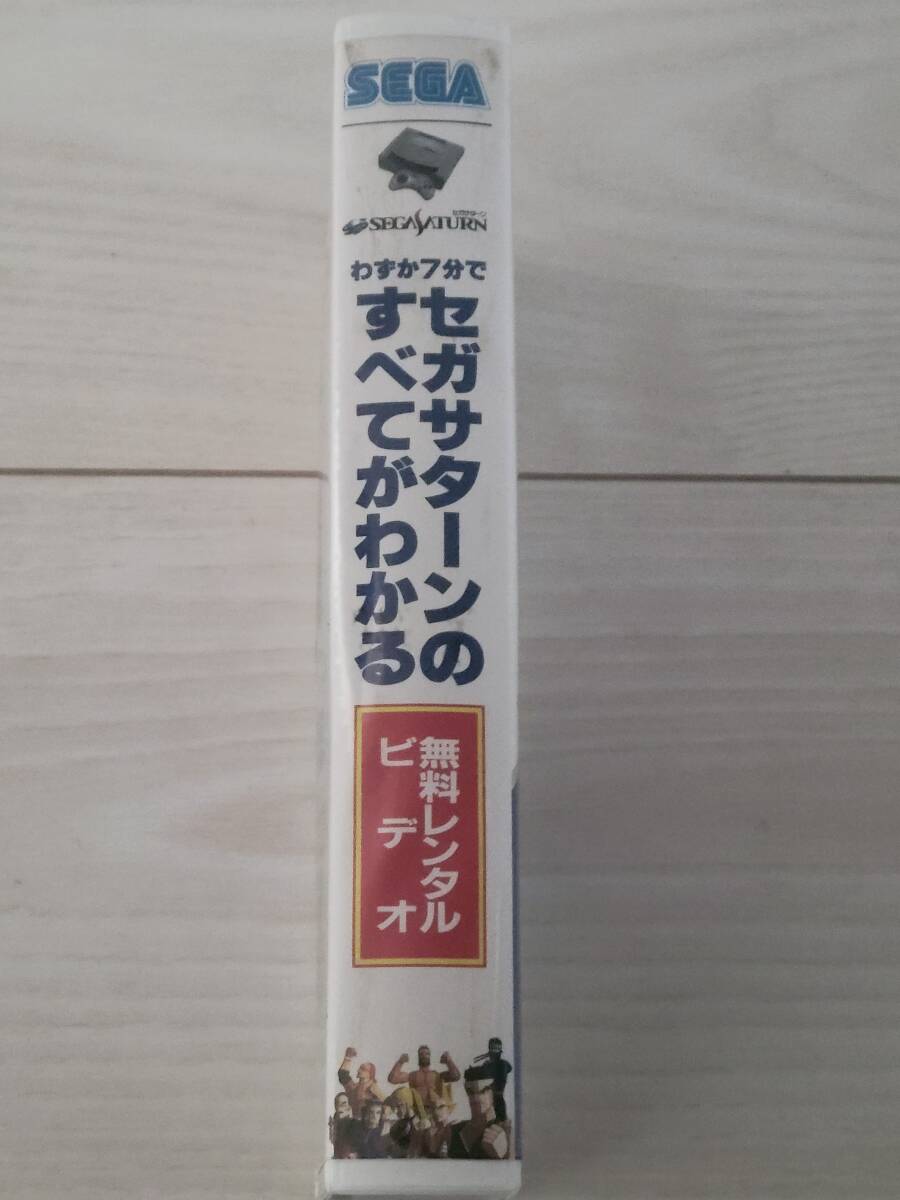 SEGA
セガサターン
SEGA SATURN
わずか7分で
セガサターンの
すべてがわかる
無料レンタル
ビデオ